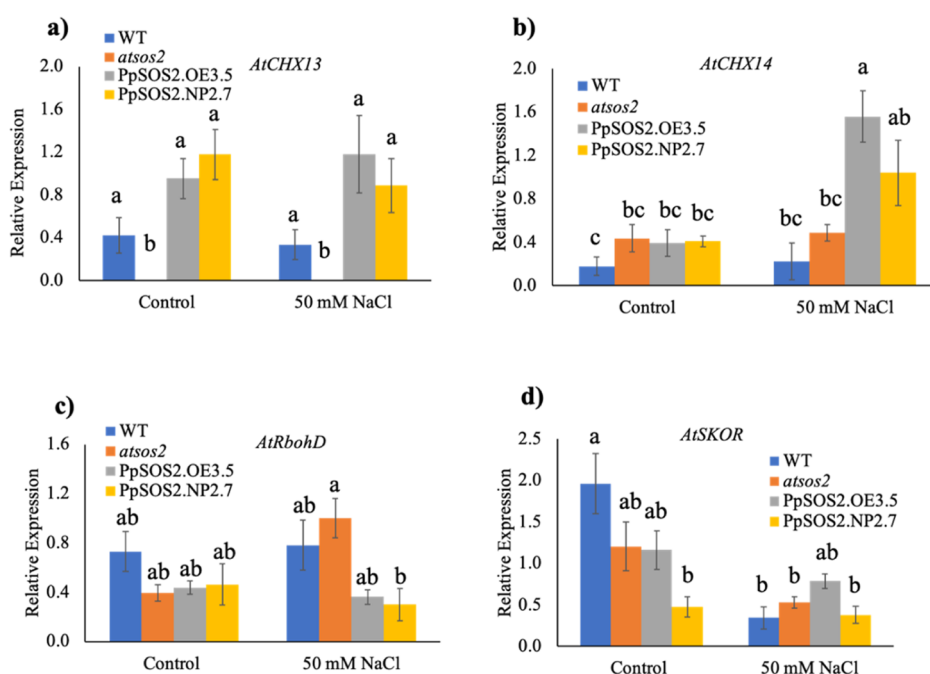 a)
WT
atsos2
PpSOS2.OE3.5
PpSOS2.NP2.7
AtCHX13
Relative Expression
2.0
1.6
1.2
0.8
0.4
0.0
a
b
a
a
a
b
a
a
Control
50 mM NaCl
b)
AtCHX14
WT
atsos2
PpSOS2.OE3.5
PpSOS2.NP2.7
Relative Expression
2.0
1.6
1.2
0.8
0.4
0.0
c
bc
bc
bc
bc
bc
a
ab
Control
50 mM NaCl
c)
WT
atsos2
PpSOS2.OE3.5
PpSOS2.NP2.7
AtRbohD
Relative Expression
1.6
1.2
0.8
0.4
0.0
ab
ab
ab
ab
ab
a
ab
b
Control
50 mM NaCl
d)
AtSKOR
WT
atsos2
PpSOS2.OE3.5
PpSOS2.NP2.7
Relative Expression
2.5
2.0
1.5
1.0
0.5
0.0
a
ab
ab
b
b
b
ab
b
Control
50 mM NaCl